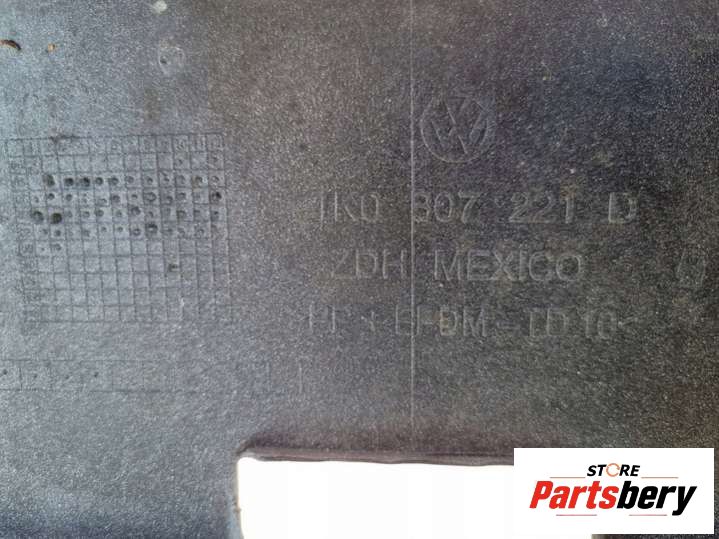 1K0 807 221 D
ZDH MEXICO
PP + EPDM - TD10<
STORE
Partsbery